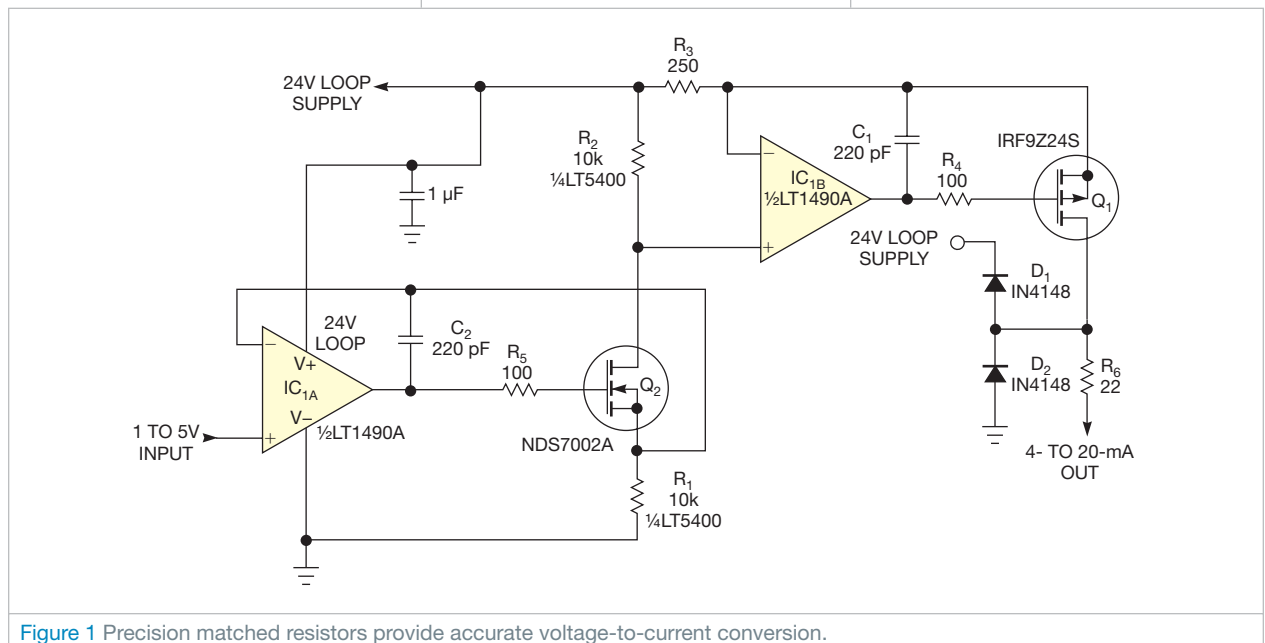 R3
250
24V LOOP
SUPPLY
R2
10k
¼LT5400
C1
220 pF
IRF9Z24S
1 µF
−
IC1B
½LT1490A
+
R4
100
Q1
24V LOOP
SUPPLY
D1
IN4148
24V
LOOP
C2
220 pF
−
V+
IC1A
V−
½LT1490A
+
R5
100
Q2
D2
IN4148
R6
22
1 TO 5V
INPUT
NDS7002A
4- TO 20-mA
OUT
R1
10k
¼LT5400
Figure 1 Precision matched resistors provide accurate voltage-to-current conversion.